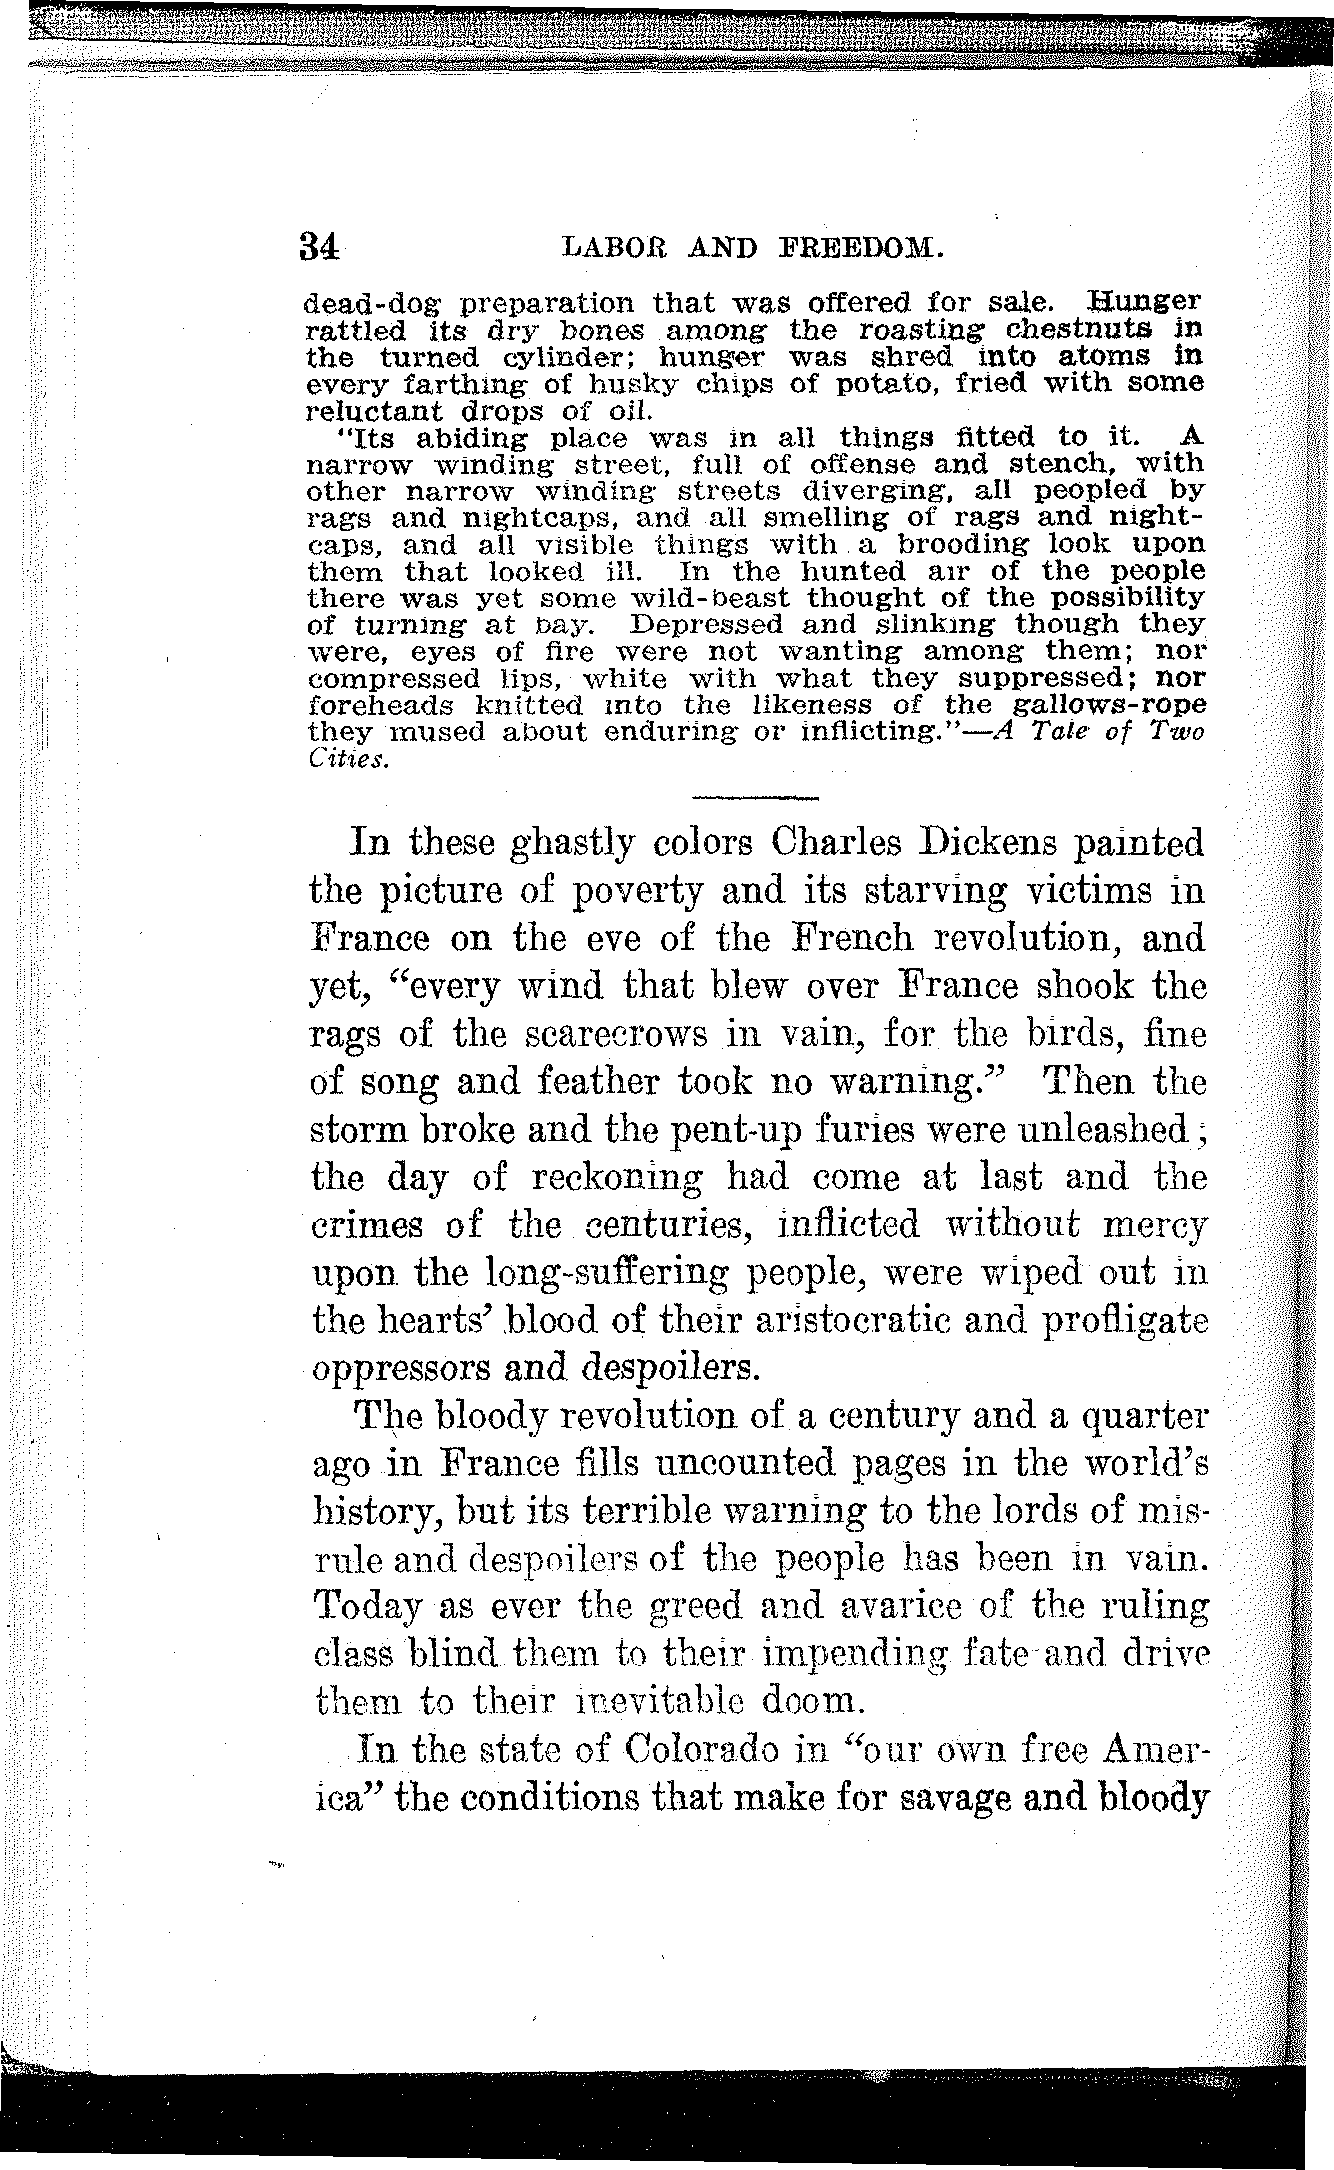 34 LABOR AND FREEDOM.
dead-dog preparation that was offered for sale. Hunger
rattled its dry bones among the roasting chestnuts in
the turned cylinder; hunger was shred into atoms in
every farthing of husky chips of potato, fried with some
reluctant drops of oil.
"Its abiding place was in all things fitted to it. A
narrow winding street, full of offense and stench, with
other narrow winding streets diverging, all peopled by
rags and nightcaps, and all smelling of rags and night-
caps, and all visible things with a brooding look upon
them that looked ill. In the hunted air of the people
there was yet some wild-beast thought of the possibility
of turning at bay. Depressed and slinking though they
were, eyes of fire were not wanting among them; nor
compressed lips, white with what they suppressed; nor
foreheads knitted into the likeness of the gallows-rope
they mused about enduring or inflicting."—A Tale of Two
Cities.
In these ghastly colors Charles Dickens painted
the picture of poverty and its starving victims in
France on the eve of the French revolution, and
yet, "every wind that blew over France shook the
rags of the scarecrows in vain, for the birds, fine
of song and feather took no warning." Then the
storm broke and the pent-up furies were unleashed;
the day of reckoning had come at last and the
crimes of the centuries, inflicted without mercy
upon the long-suffering people, were wiped out in
the hearts' blood of their aristocratic and profligate
oppressors and despoilers.
The bloody revolution of a century and a quarter
ago in France fills uncounted pages in the world's
history, but its terrible warning to the lords of mis-
rule and despoilers of the people has been in vain.
Today as ever the greed and avarice of the ruling
class blind them to their impending fate and drive
them to their inevitable doom.
In the state of Colorado in "our own free Amer-
ica" the conditions that make for savage and bloody